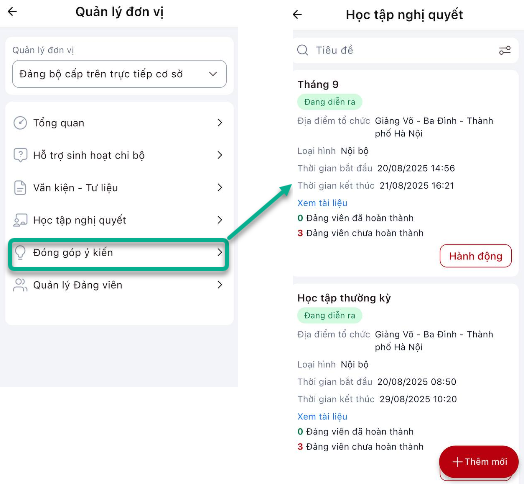 Quản lý đơn vị
Quản lý đơn vị
Đảng bộ cấp trên trực tiếp cơ sở
Tổng quan
Hỗ trợ sinh hoạt chi bộ
Văn kiện - Tư liệu
Học tập nghị quyết
Đóng góp ý kiến
Quản lý Đảng viên
Học tập nghị quyết
Tiêu đề
Tháng 9
Đang diễn ra
Địa điểm tổ chức Giảng Võ - Ba Đình - Thành
phố Hà Nội
Loại hình Nội bộ
Thời gian bắt đầu 20/08/2025 14:56
Thời gian kết thúc 21/08/2025 16:21
Xem tài liệu
0 Đảng viên đã hoàn thành
3 Đảng viên chưa hoàn thành
Hành động
Học tập thường kỳ
Đang diễn ra
Địa điểm tổ chức Giảng Võ - Ba Đình - Thành
phố Hà Nội
Loại hình Nội bộ
Thời gian bắt đầu 20/08/2025 08:50
Thời gian kết thúc 29/08/2025 10:20
Xem tài liệu
0 Đảng viên đã hoàn thành
3 Đảng viên chưa hoàn thành
Thêm mới